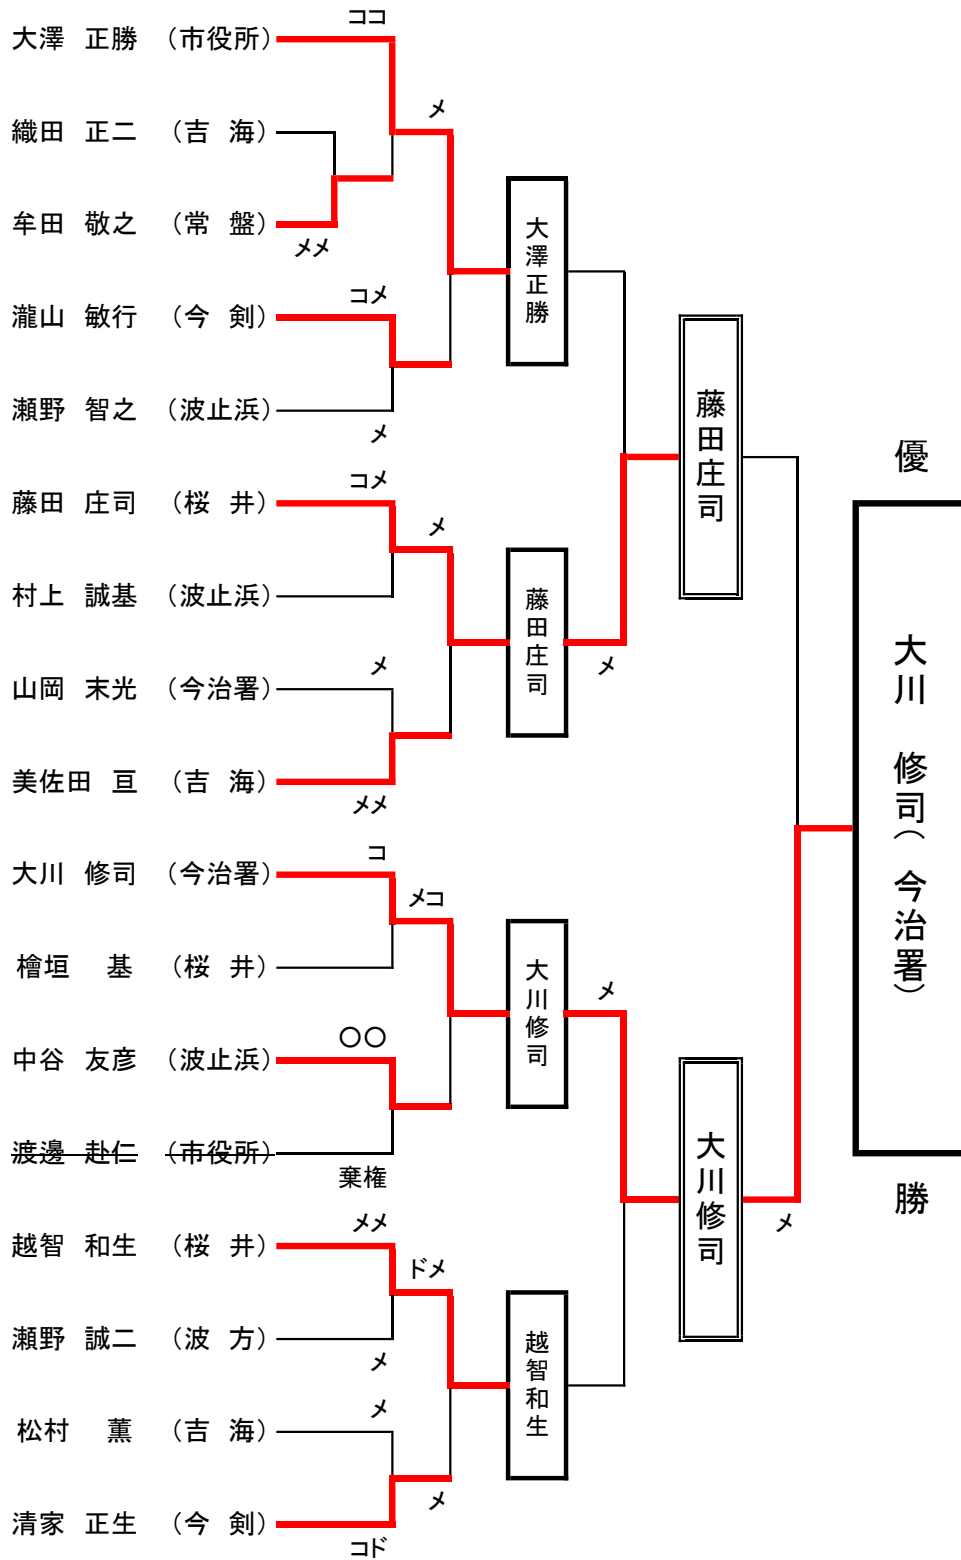 ココ
大澤 正勝 （市役所）
メ
織田 正二 （吉 海）
牟田 敬之 （常 盤）
メメ
コメ
瀧山 敏行 （今 剣）
瀬野 智之 （波止浜）
メ
コメ
藤田 庄司 （桜 井）
メ
村上 誠基 （波止浜）
メ
山岡 末光 （今治署）
美佐田 亘 （吉 海）
メメ
コ
大川 修司 （今治署）
メコ
檜垣 基 （桜 井）
〇〇
中谷 友彦 （波止浜）
渡邊 赴仁 （市役所）
棄権
メメ
越智 和生 （桜 井）
ドメ
瀬野 誠二 （波 方）
メ
メ
松村 薫 （吉 海）
メ
清家 正生 （今 剣）
コド
大澤正勝
藤田庄司
メ
大川修司
メ
越智和生
藤田庄司
大川修司
メ
優
大川 修司（今治署）
勝